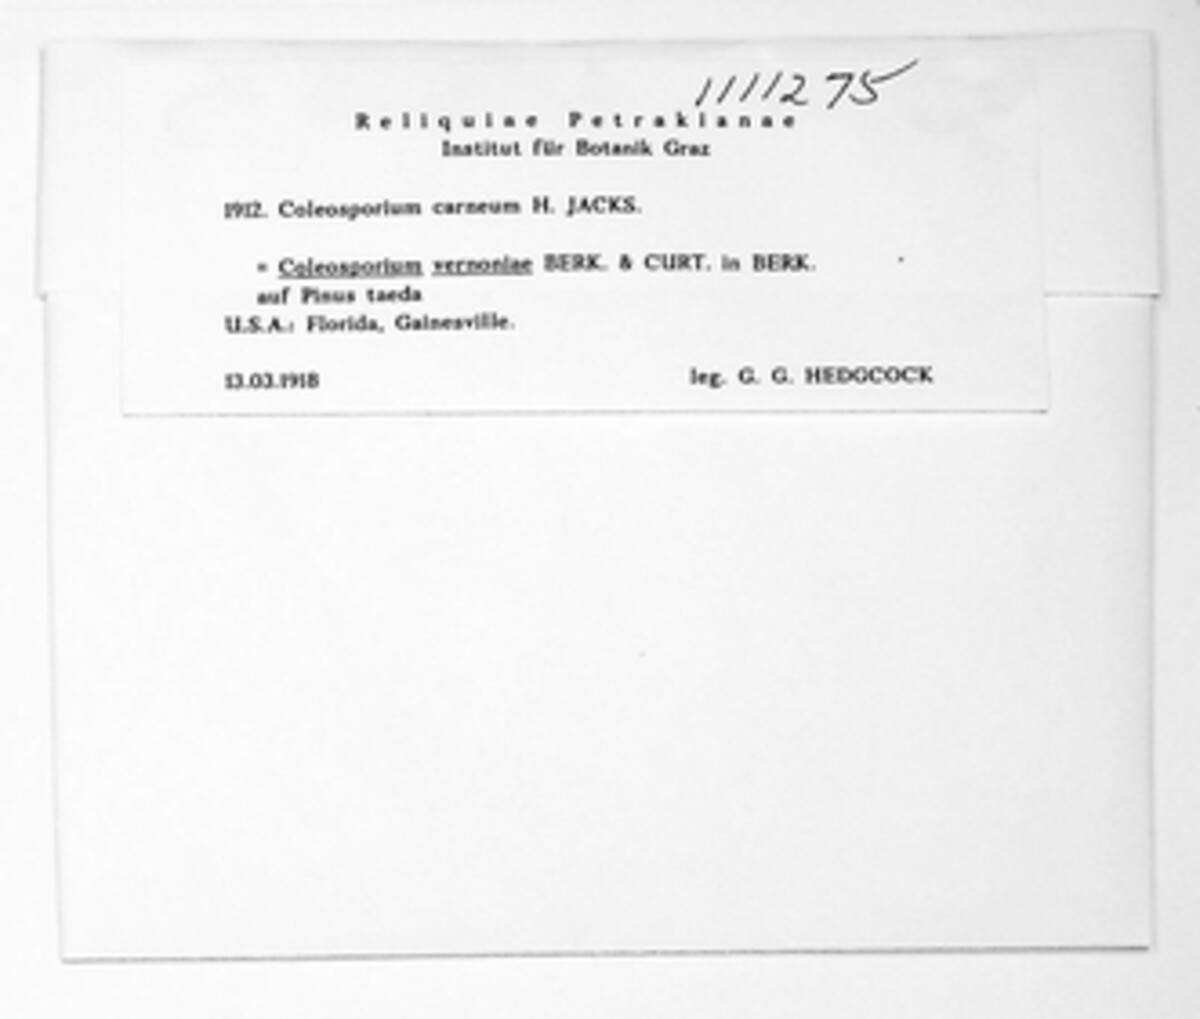 1111275
Reliquiae Petrakianae
Institut für Botanik Graz
1912. Coleosporium carneum H. JACKS.
= Coleosporium vernoniae BERK. & CURT. in BERK.
auf Pinus taeda
U.S.A.: Florida, Gainesville.
13.03.1918 leg. G. G. HEDGCOCK